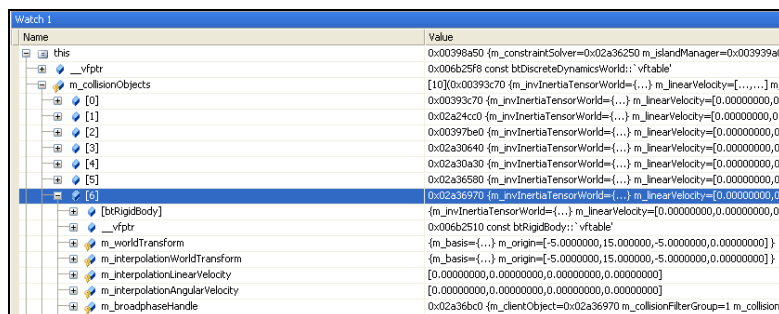 Watch 1
Name Value
this 0x00398a50 {m_constraintSolver=0x02a36250 m_islandManager=0x003939a0
__vfptr 0x006b25f8 const btDiscreteDynamicsWorld::`vftable'
m_collisionObjects [10](0x00393c70 {m_invInertiaTensorWorld={...} m_linearVelocity=[...,...] m_
[0] 0x00393c70 {m_invInertiaTensorWorld={...} m_linearVelocity=[0.00000000,0
[1] 0x02a24cc0 {m_invInertiaTensorWorld={...} m_linearVelocity=[0.00000000,0
[2] 0x00397be0 {m_invInertiaTensorWorld={...} m_linearVelocity=[0.00000000,0
[3] 0x02a30640 {m_invInertiaTensorWorld={...} m_linearVelocity=[0.00000000,0
[4] 0x02a30a30 {m_invInertiaTensorWorld={...} m_linearVelocity=[0.00000000,0
[5] 0x02a36580 {m_invInertiaTensorWorld={...} m_linearVelocity=[0.00000000,0
[6] 0x02a36970 {m_invInertiaTensorWorld={...} m_linearVelocity=[0.00000000,0
[btRigidBody] {m_invInertiaTensorWorld={...} m_linearVelocity=[0.00000000,0.00000000,0
__vfptr 0x006b2510 const btRigidBody::`vftable'
m_worldTransform {m_basis={...} m_origin=[-5.0000000,15.000000,-5.0000000,0.00000000] }
m_interpolationWorldTransform {m_basis={...} m_origin=[-5.0000000,15.000000,-5.0000000,0.00000000] }
m_interpolationLinearVelocity [0.00000000,0.00000000,0.00000000,0.00000000]
m_interpolationAngularVelocity [0.00000000,0.00000000,0.00000000,0.00000000]
m_broadphaseHandle 0x02a36bc0 {m_clientObject=0x02a36970 m_collisionFilterGroup=1 m_collision